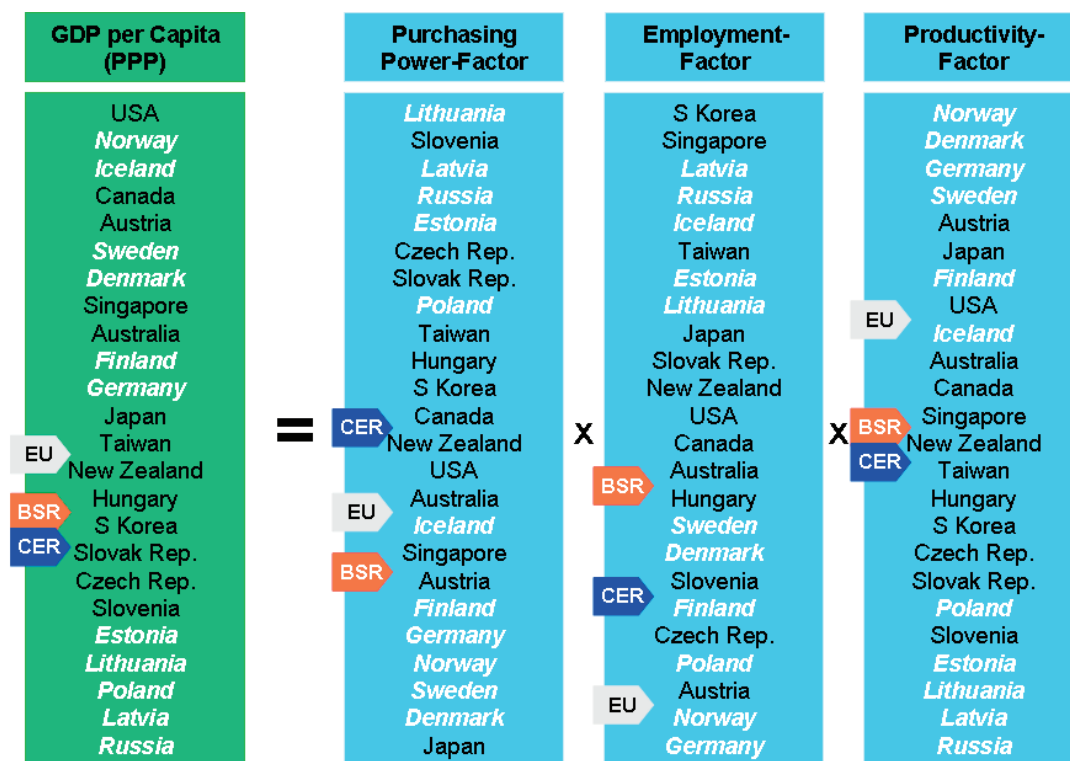 GDP per Capita
(PPP)
USA
Norway
Iceland
Canada
Austria
Sweden
Denmark
Singapore
Australia
Finland
Germany
Japan
Taiwan
EU
New Zealand
Hungary
BSR
S Korea
CER
Slovak Rep.
Czech Rep.
Slovenia
Estonia
Lithuania
Poland
Latvia
Russia
=
Purchasing
Power-Factor
Lithuania
Slovenia
Latvia
Russia
Estonia
Czech Rep.
Slovak Rep.
Poland
Taiwan
Hungary
S Korea
Canada
CER
New Zealand
USA
Australia
EU
Iceland
Singapore
BSR
Austria
Finland
Germany
Norway
Sweden
Denmark
Japan
x
Employment-
Factor
S Korea
Singapore
Latvia
Russia
Iceland
Taiwan
Estonia
Lithuania
Japan
Slovak Rep.
New Zealand
USA
Canada
Australia
BSR
Hungary
Sweden
Denmark
Slovenia
CER
Finland
Czech Rep.
Poland
Austria
EU
Norway
Germany
x
Productivity-
Factor
Norway
Denmark
Germany
Sweden
Austria
Japan
Finland
USA
EU
Iceland
Australia
Canada
Singapore
BSR
New Zealand
CER
Taiwan
Hungary
S Korea
Czech Rep.
Slovak Rep.
Poland
Slovenia
Estonia
Lithuania
Latvia
Russia